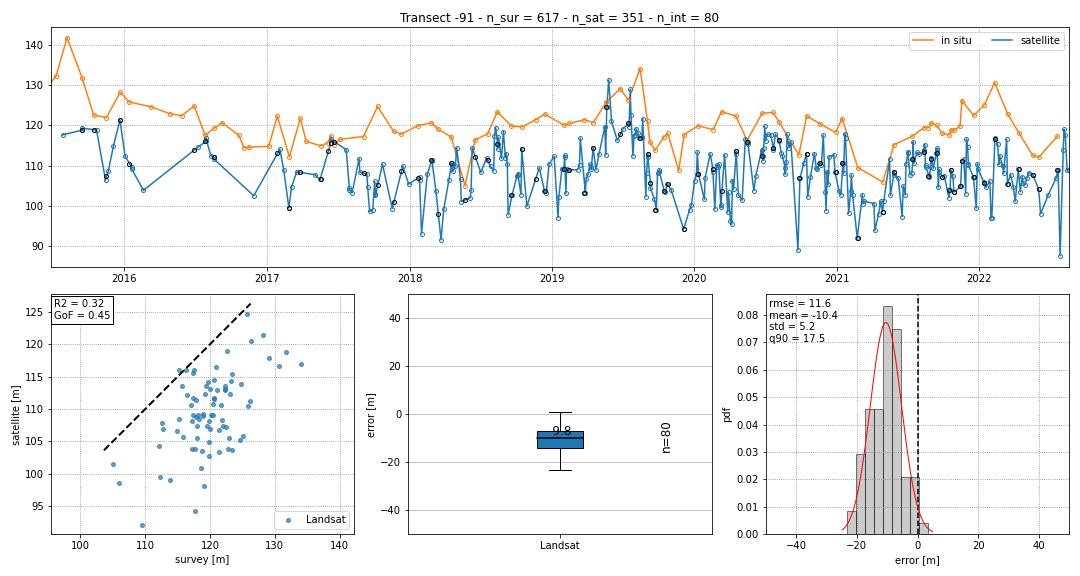 Transect -91 - n_sur = 617 - n_sat = 351 - n_int = 80
in situ
satellite
140
130
120
110
100
90
2016
2017
2018
2019
2020
2021
2022
R2 = 0.32
GoF = 0.45
satellite [m]
125
120
115
110
105
100
95
Landsat
100
110
120
130
140
survey [m]
error [m]
40
20
0
−20
−40
-9.8
n=80
Landsat
rmse = 11.6
mean = -10.4
std = 5.2
q90 = 17.5
pdf
0.08
0.07
0.06
0.05
0.04
0.03
0.02
0.01
0.00
−40
−20
0
20
40
error [m]